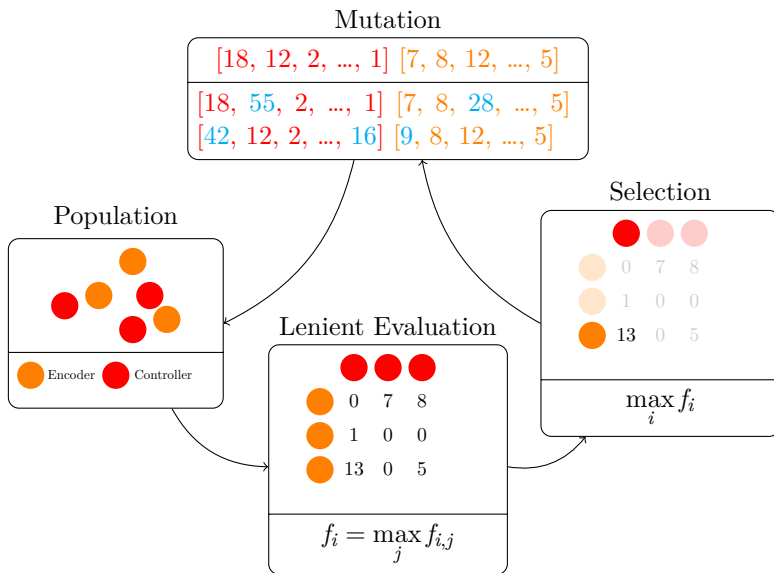 Mutation
[18, 12, 2, …, 1] [7, 8, 12, …, 5]
[18, 55, 2, …, 1] [7, 8, 28, …, 5]
[42, 12, 2, …, 16] [9, 8, 12, …, 5]
Population
Encoder Controller
Lenient Evaluation
0 7 8
1 0 0
13 0 5
f_i = max_j f_{i,j}
Selection
0 7 8
1 0 0
13 0 5
max_i f_i